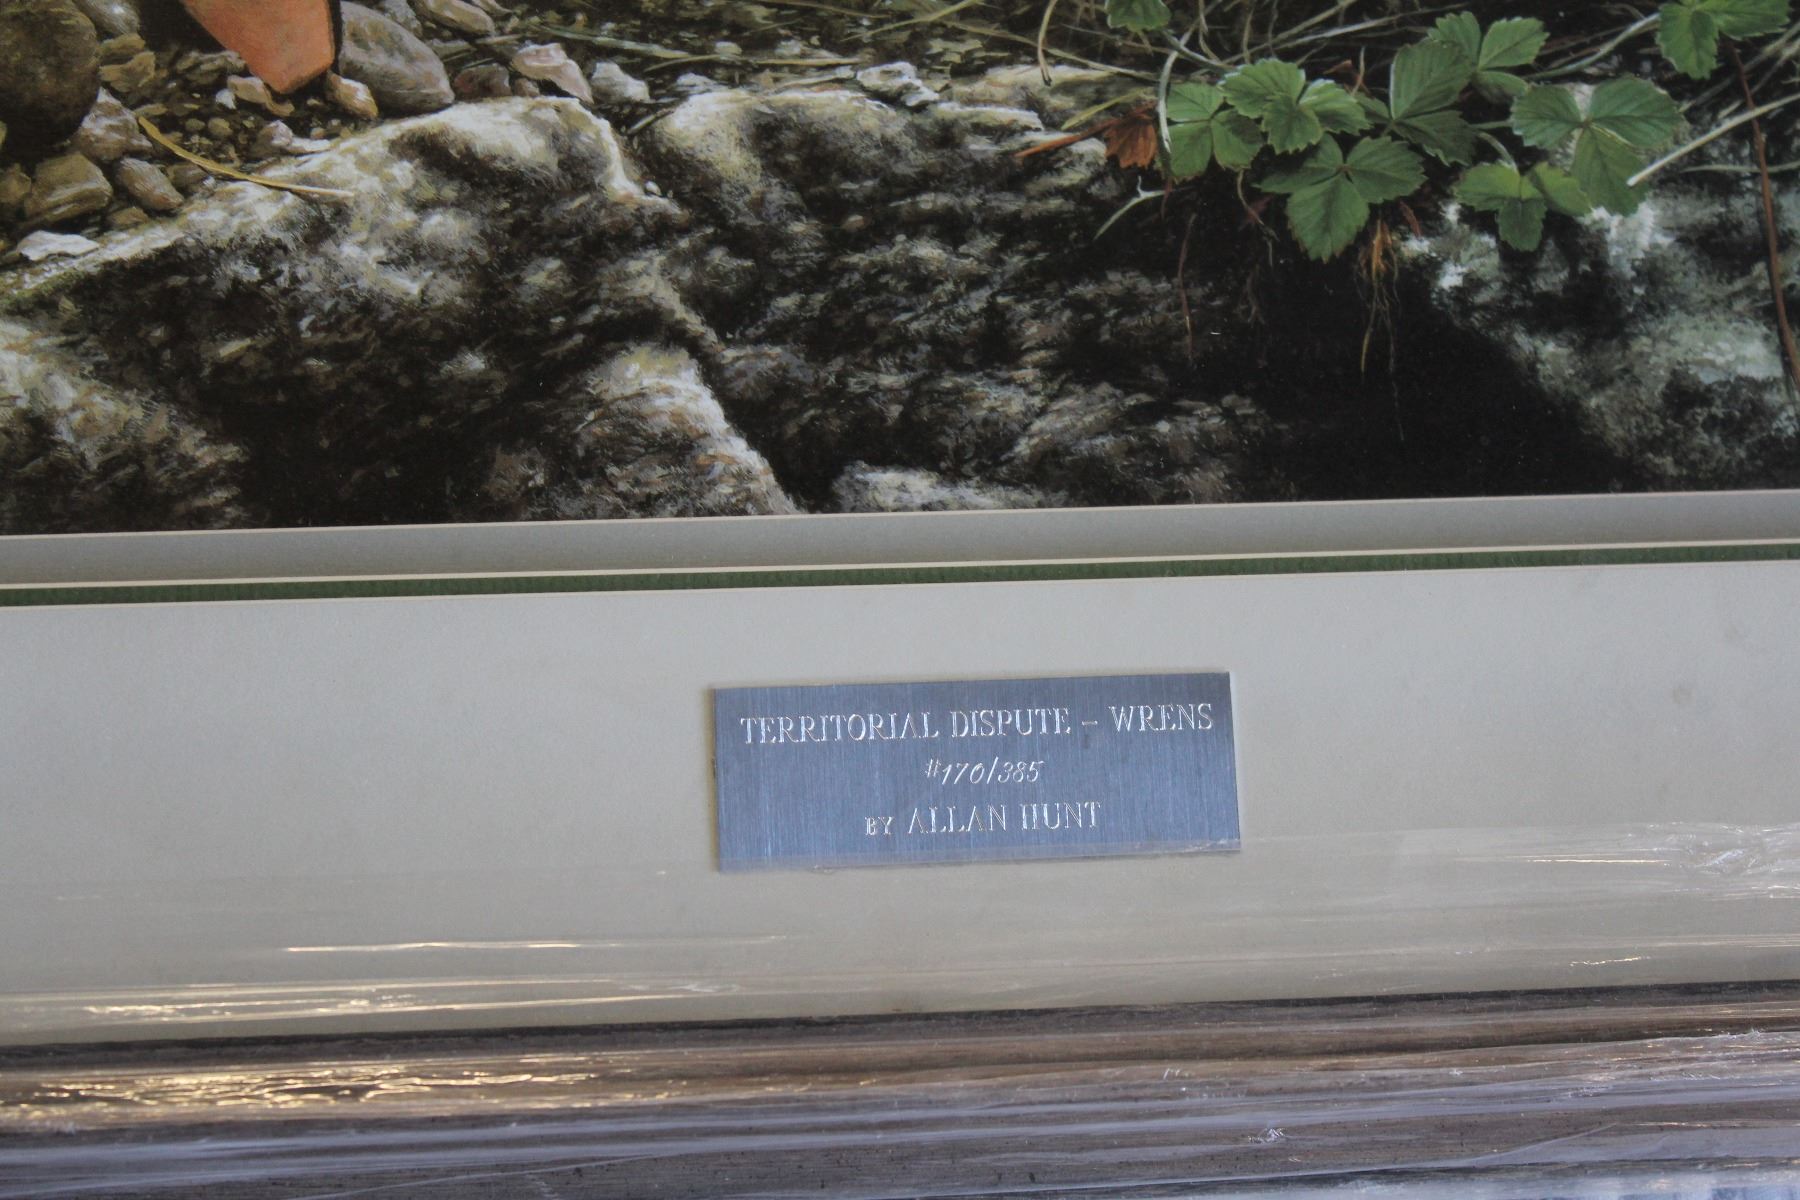 TERRITORIAL DISPUTE – WRENS
#170/385
BY ALLAN HUNT